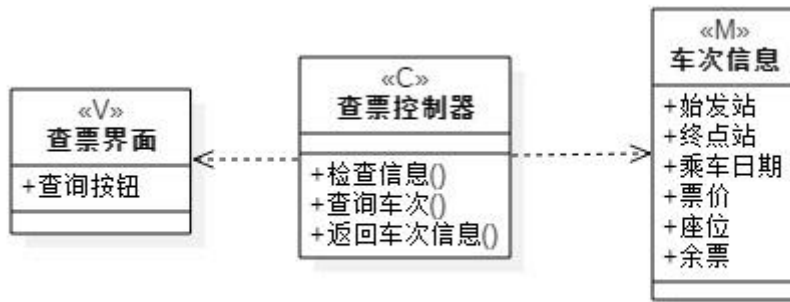 «V»
查票界面
+查询按钮
«C»
查票控制器
+检查信息()
+查询车次()
+返回车次信息()
«M»
车次信息
+始发站
+终点站
+乘车日期
+票价
+座位
+余票